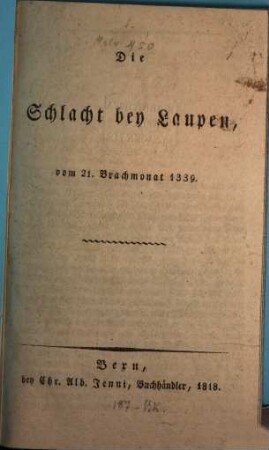 Die
Schlacht bey Laupen,
vom 21. Brachmonat 1339.
Bern,
bey Chr. Alb. Jenni, Buchhändler, 1818.